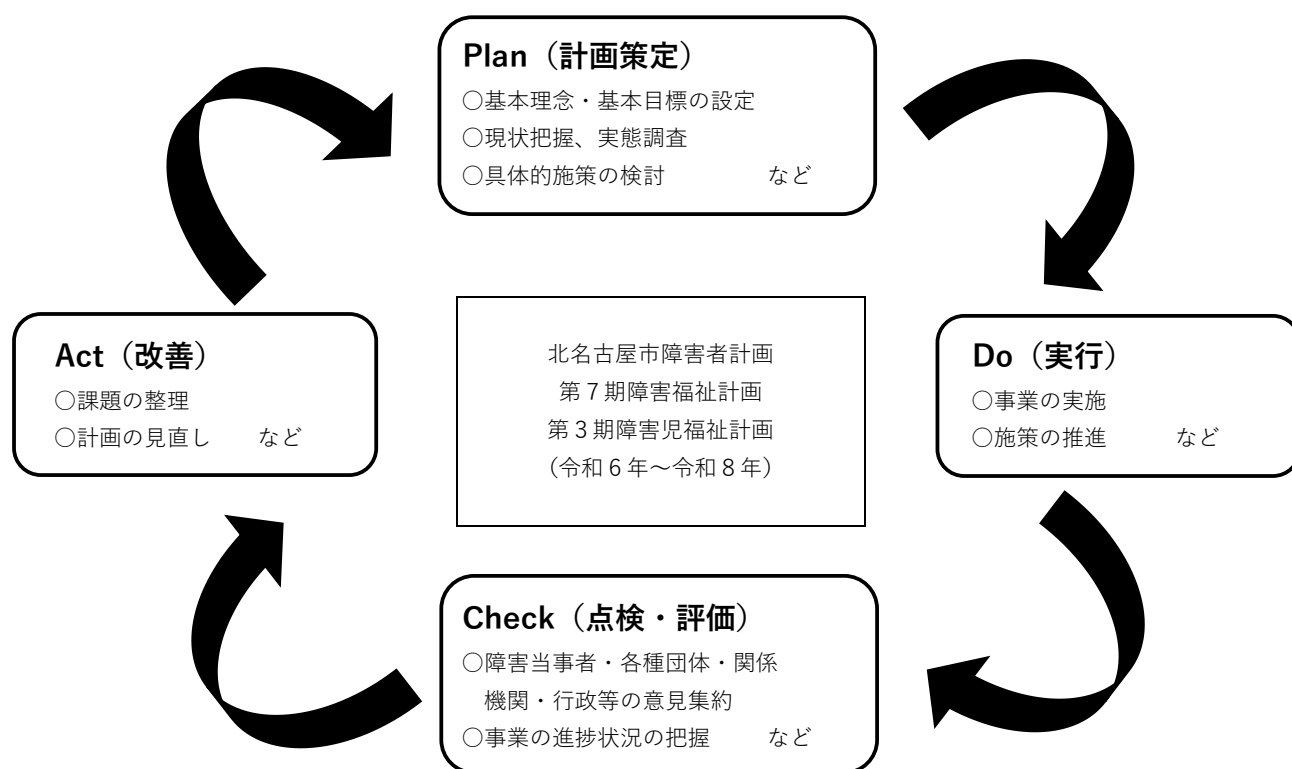 Plan（計画策定）
○基本理念・基本目標の設定
○現状把握、実態調査
○具体的施策の検討　　　　　など
Act（改善）
○課題の整理
○計画の見直し　　など
北名古屋市障害者計画
第７期障害福祉計画
第３期障害児福祉計画
（令和６年～令和８年）
Do（実行）
○事業の実施
○施策の推進　　　など
Check（点検・評価）
○障害当事者・各種団体・関係
機関・行政等の意見集約
○事業の進捗状況の把握　　　など